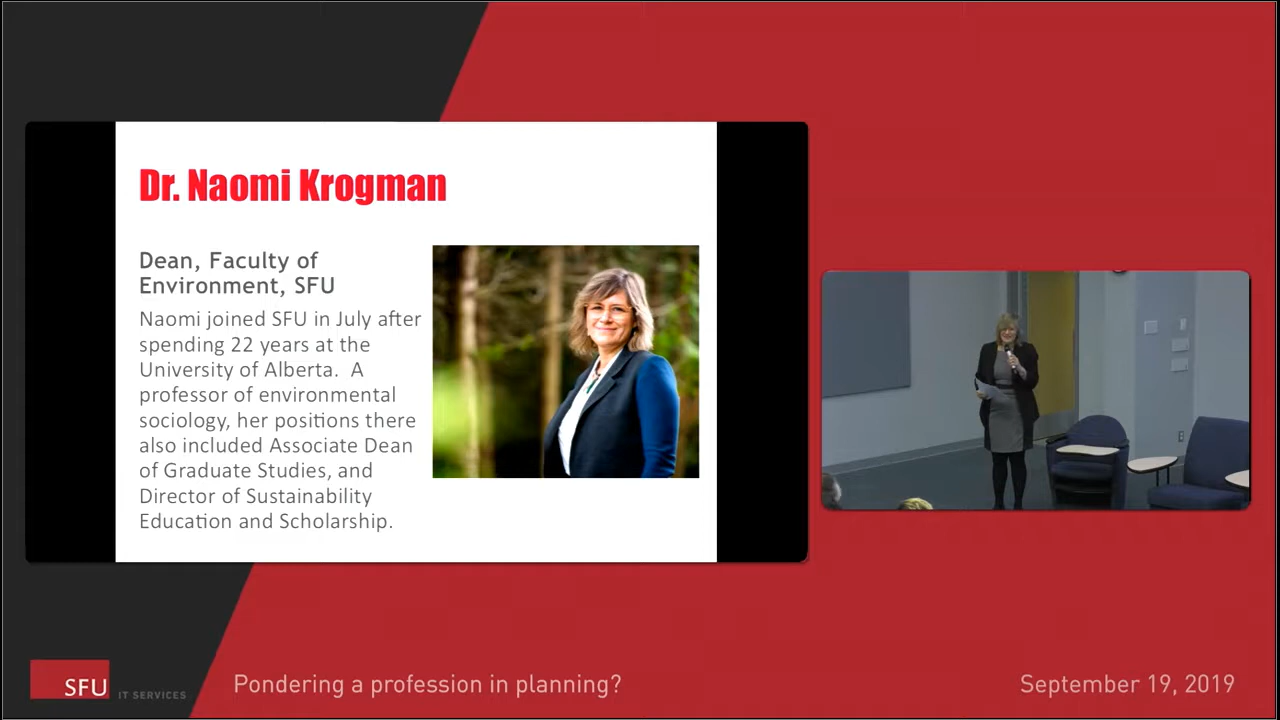 Dr. Naomi Krogman
Dean, Faculty of
Environment, SFU
Naomi joined SFU in July after
spending 22 years at the
University of Alberta.  A
professor of environmental
sociology, her positions there
also included Associate Dean
of Graduate Studies, and
Director of Sustainability
Education and Scholarship.
SFU IT SERVICES
Pondering a profession in planning?
September 19, 2019